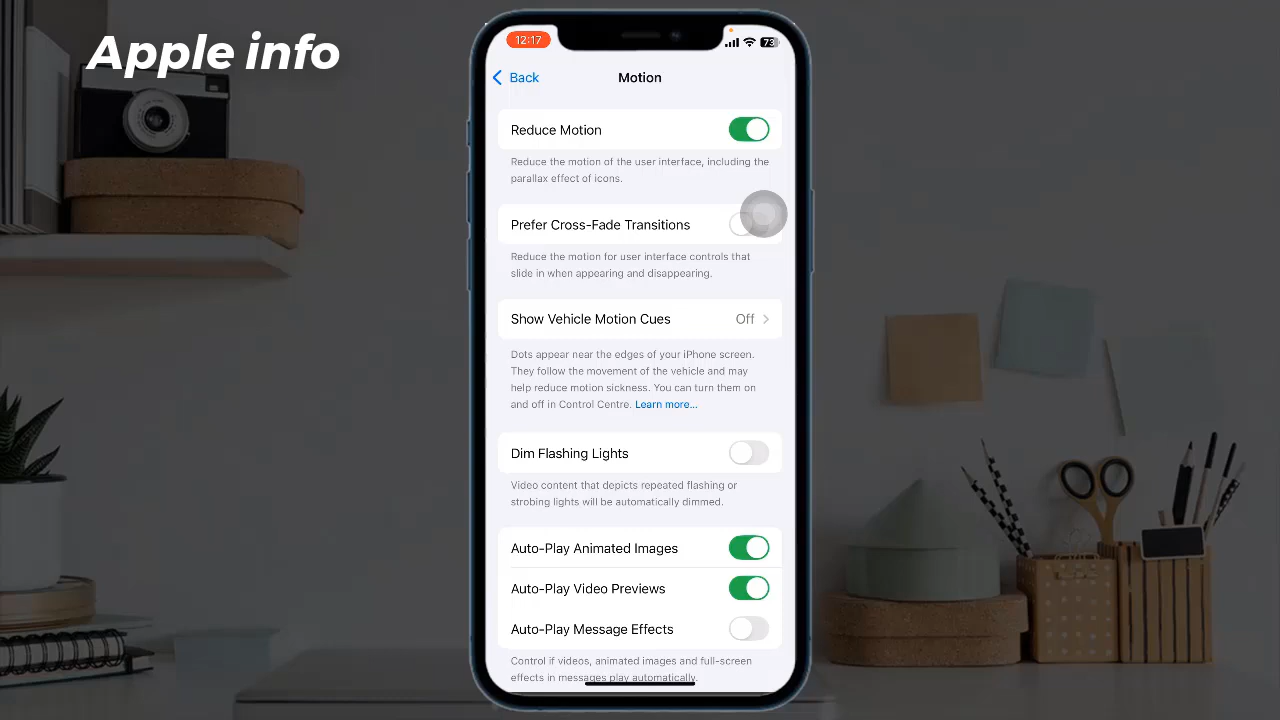 Apple info
12:17
73
Back
Motion
Reduce Motion
Reduce the motion of the user interface, including the
parallax effect of icons.
Prefer Cross-Fade Transitions
Reduce the motion for user interface controls that
slide in when appearing and disappearing.
Show Vehicle Motion Cues
Off
Dots appear near the edges of your iPhone screen.
They follow the movement of the vehicle and may
help reduce motion sickness. You can turn them on
and off in Control Centre. Learn more...
Dim Flashing Lights
Video content that depicts repeated flashing or
strobing lights will be automatically dimmed.
Auto-Play Animated Images
Auto-Play Video Previews
Auto-Play Message Effects
Control if videos, animated images and full-screen
effects in messages play automatically.